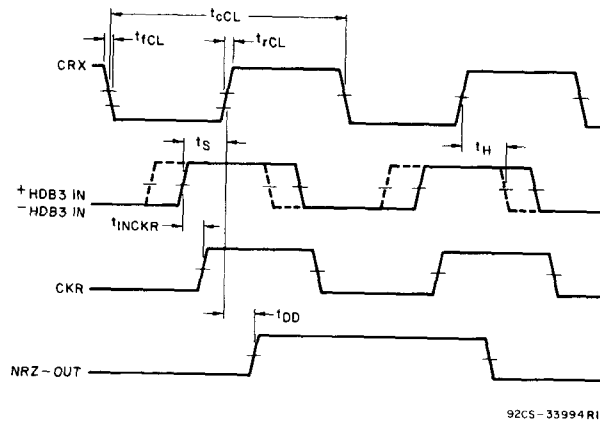 tcCL
tfCL
trCL
CRX
tS
tH
+HDB3 IN
-HDB3 IN
tINCKR
CKR
tDD
NRZ-OUT
92CS-33994R1